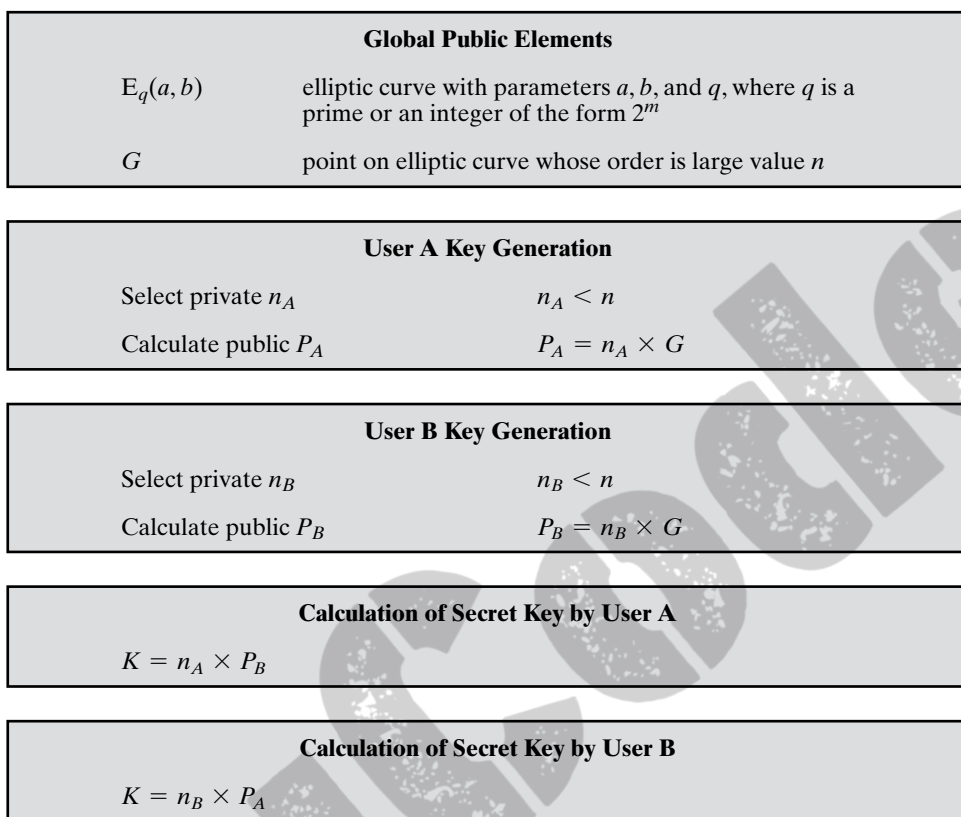 Global Public Elements
E_q(a, b) elliptic curve with parameters a, b, and q, where q is a
prime or an integer of the form 2^m
G point on elliptic curve whose order is large value n
User A Key Generation
Select private n_A n_A < n
Calculate public P_A P_A = n_A × G
User B Key Generation
Select private n_B n_B < n
Calculate public P_B P_B = n_B × G
Calculation of Secret Key by User A
K = n_A × P_B
Calculation of Secret Key by User B
K = n_B × P_A